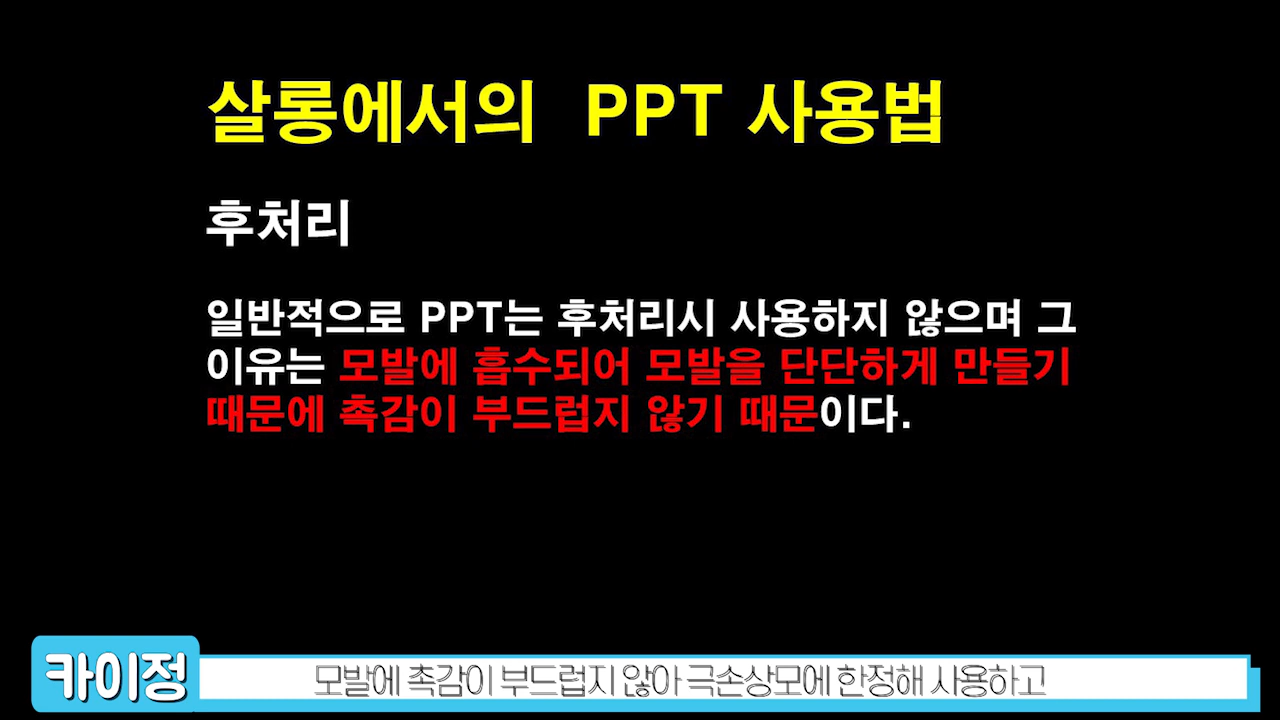 살롱에서의 PPT 사용법
후처리
일반적으로 PPT는 후처리시 사용하지 않으며 그
이유는 모발에 흡수되어 모발을 단단하게 만들기
때문에 촉감이 부드럽지 않기 때문이다.
카이정
모발에 촉감이 부드럽지 않아 극손상모에 한정해 사용하고